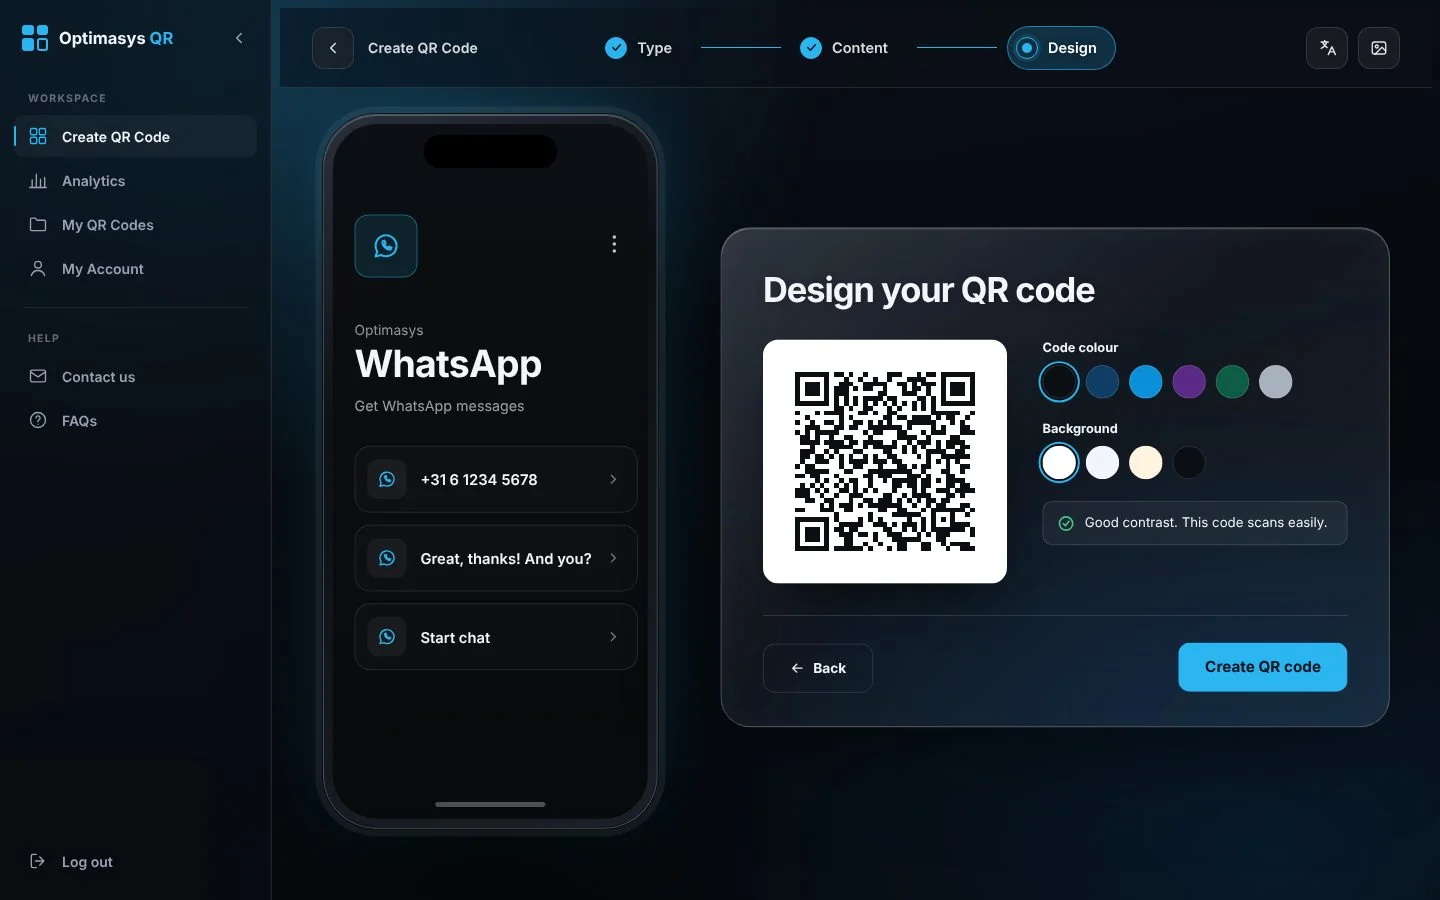 Optimasys QR
WORKSPACE
Create QR Code
Analytics
My QR Codes
My Account
HELP
Contact us
FAQs
Log out
Create QR Code
Type
Content
Design
Optimasys
WhatsApp
Get WhatsApp messages
+31 6 1234 5678
Great, thanks! And you?
Start chat
Design your QR code
Code colour
Background
Good contrast. This code scans easily.
Back
Create QR code